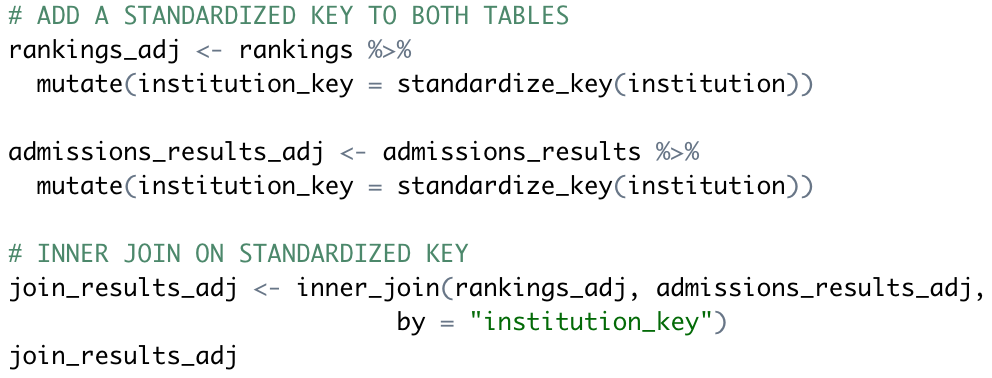 # ADD A STANDARDIZED KEY TO BOTH TABLES
rankings_adj <- rankings %>%
  mutate(institution_key = standardize_key(institution))

admissions_results_adj <- admissions_results %>%
  mutate(institution_key = standardize_key(institution))

# INNER JOIN ON STANDARDIZED KEY
join_results_adj <- inner_join(rankings_adj, admissions_results_adj,
                           by = "institution_key")
join_results_adj